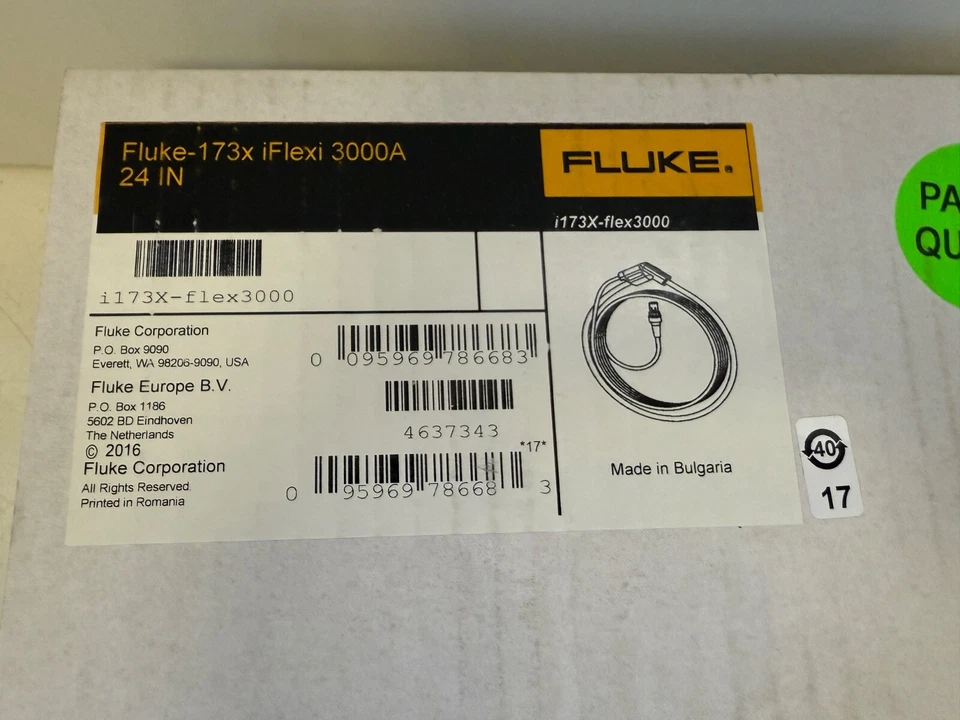 Fluke-173x iFlexi 3000A
24 IN
FLUKE®
i173X-flex3000
i173X-flex3000
Fluke Corporation
P.O. Box 9090
Everett, WA 98206-9090, USA
0 095969 786683
Fluke Europe B.V.
P.O. Box 1186
5602 BD Eindhoven
The Netherlands
4637343
© 2016
Fluke Corporation
All Rights Reserved.
Printed in Romania
*17*
0 95969 78668 3
Made in Bulgaria
40
17
PA
QU